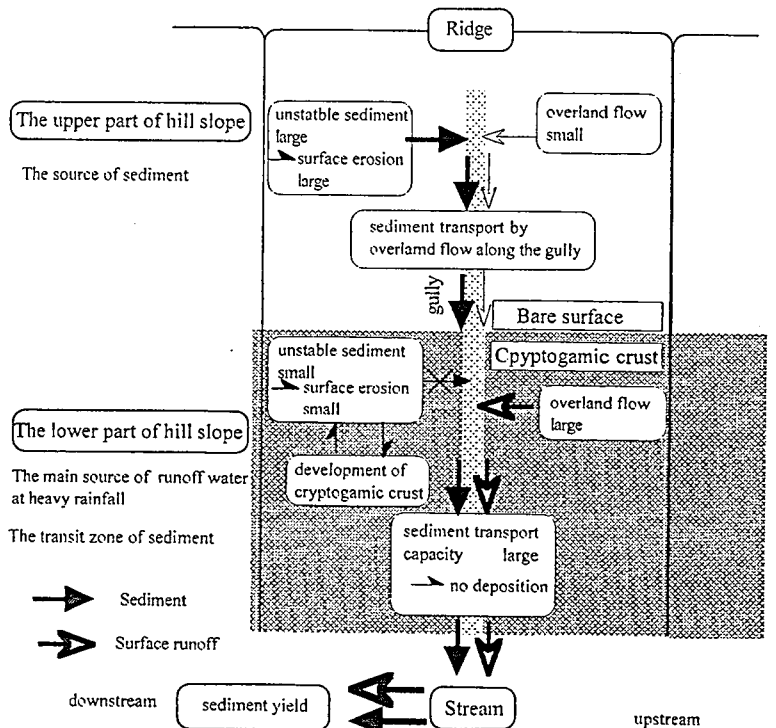 Ridge
The upper part of hill slope
The source of sediment
unstable sediment
large
surface erosion
large
overland flow
small
sediment transport by
overland flow along the gully
gully
Bare surface
Cpyptogamic crust
unstable sediment
small
surface erosion
small
overland flow
large
development of
cryptogamic crust
The lower part of hill slope
The main source of runoff water
at heavy rainfall
The transit zone of sediment
sediment transport
capacity large
no deposition
Sediment
Surface runoff
downstream
sediment yield
Stream
upstream